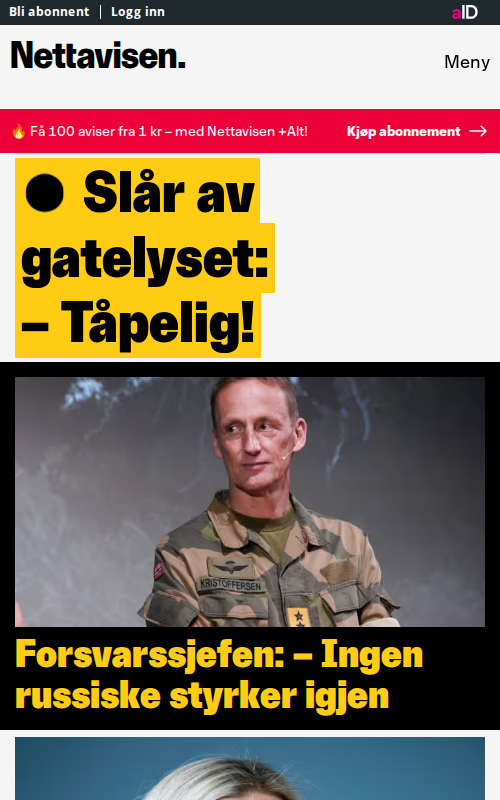 Bli abonnent | Logg inn
aID
Nettavisen.
Meny
🔥 Få 100 aviser fra 1 kr – med Nettavisen +Alt!
Kjøp abonnement →
● Slår av
gatelyset:
– Tåpelig!
KRISTOFFERSEN
Forsvarssjefen: – Ingen
russiske styrker igjen